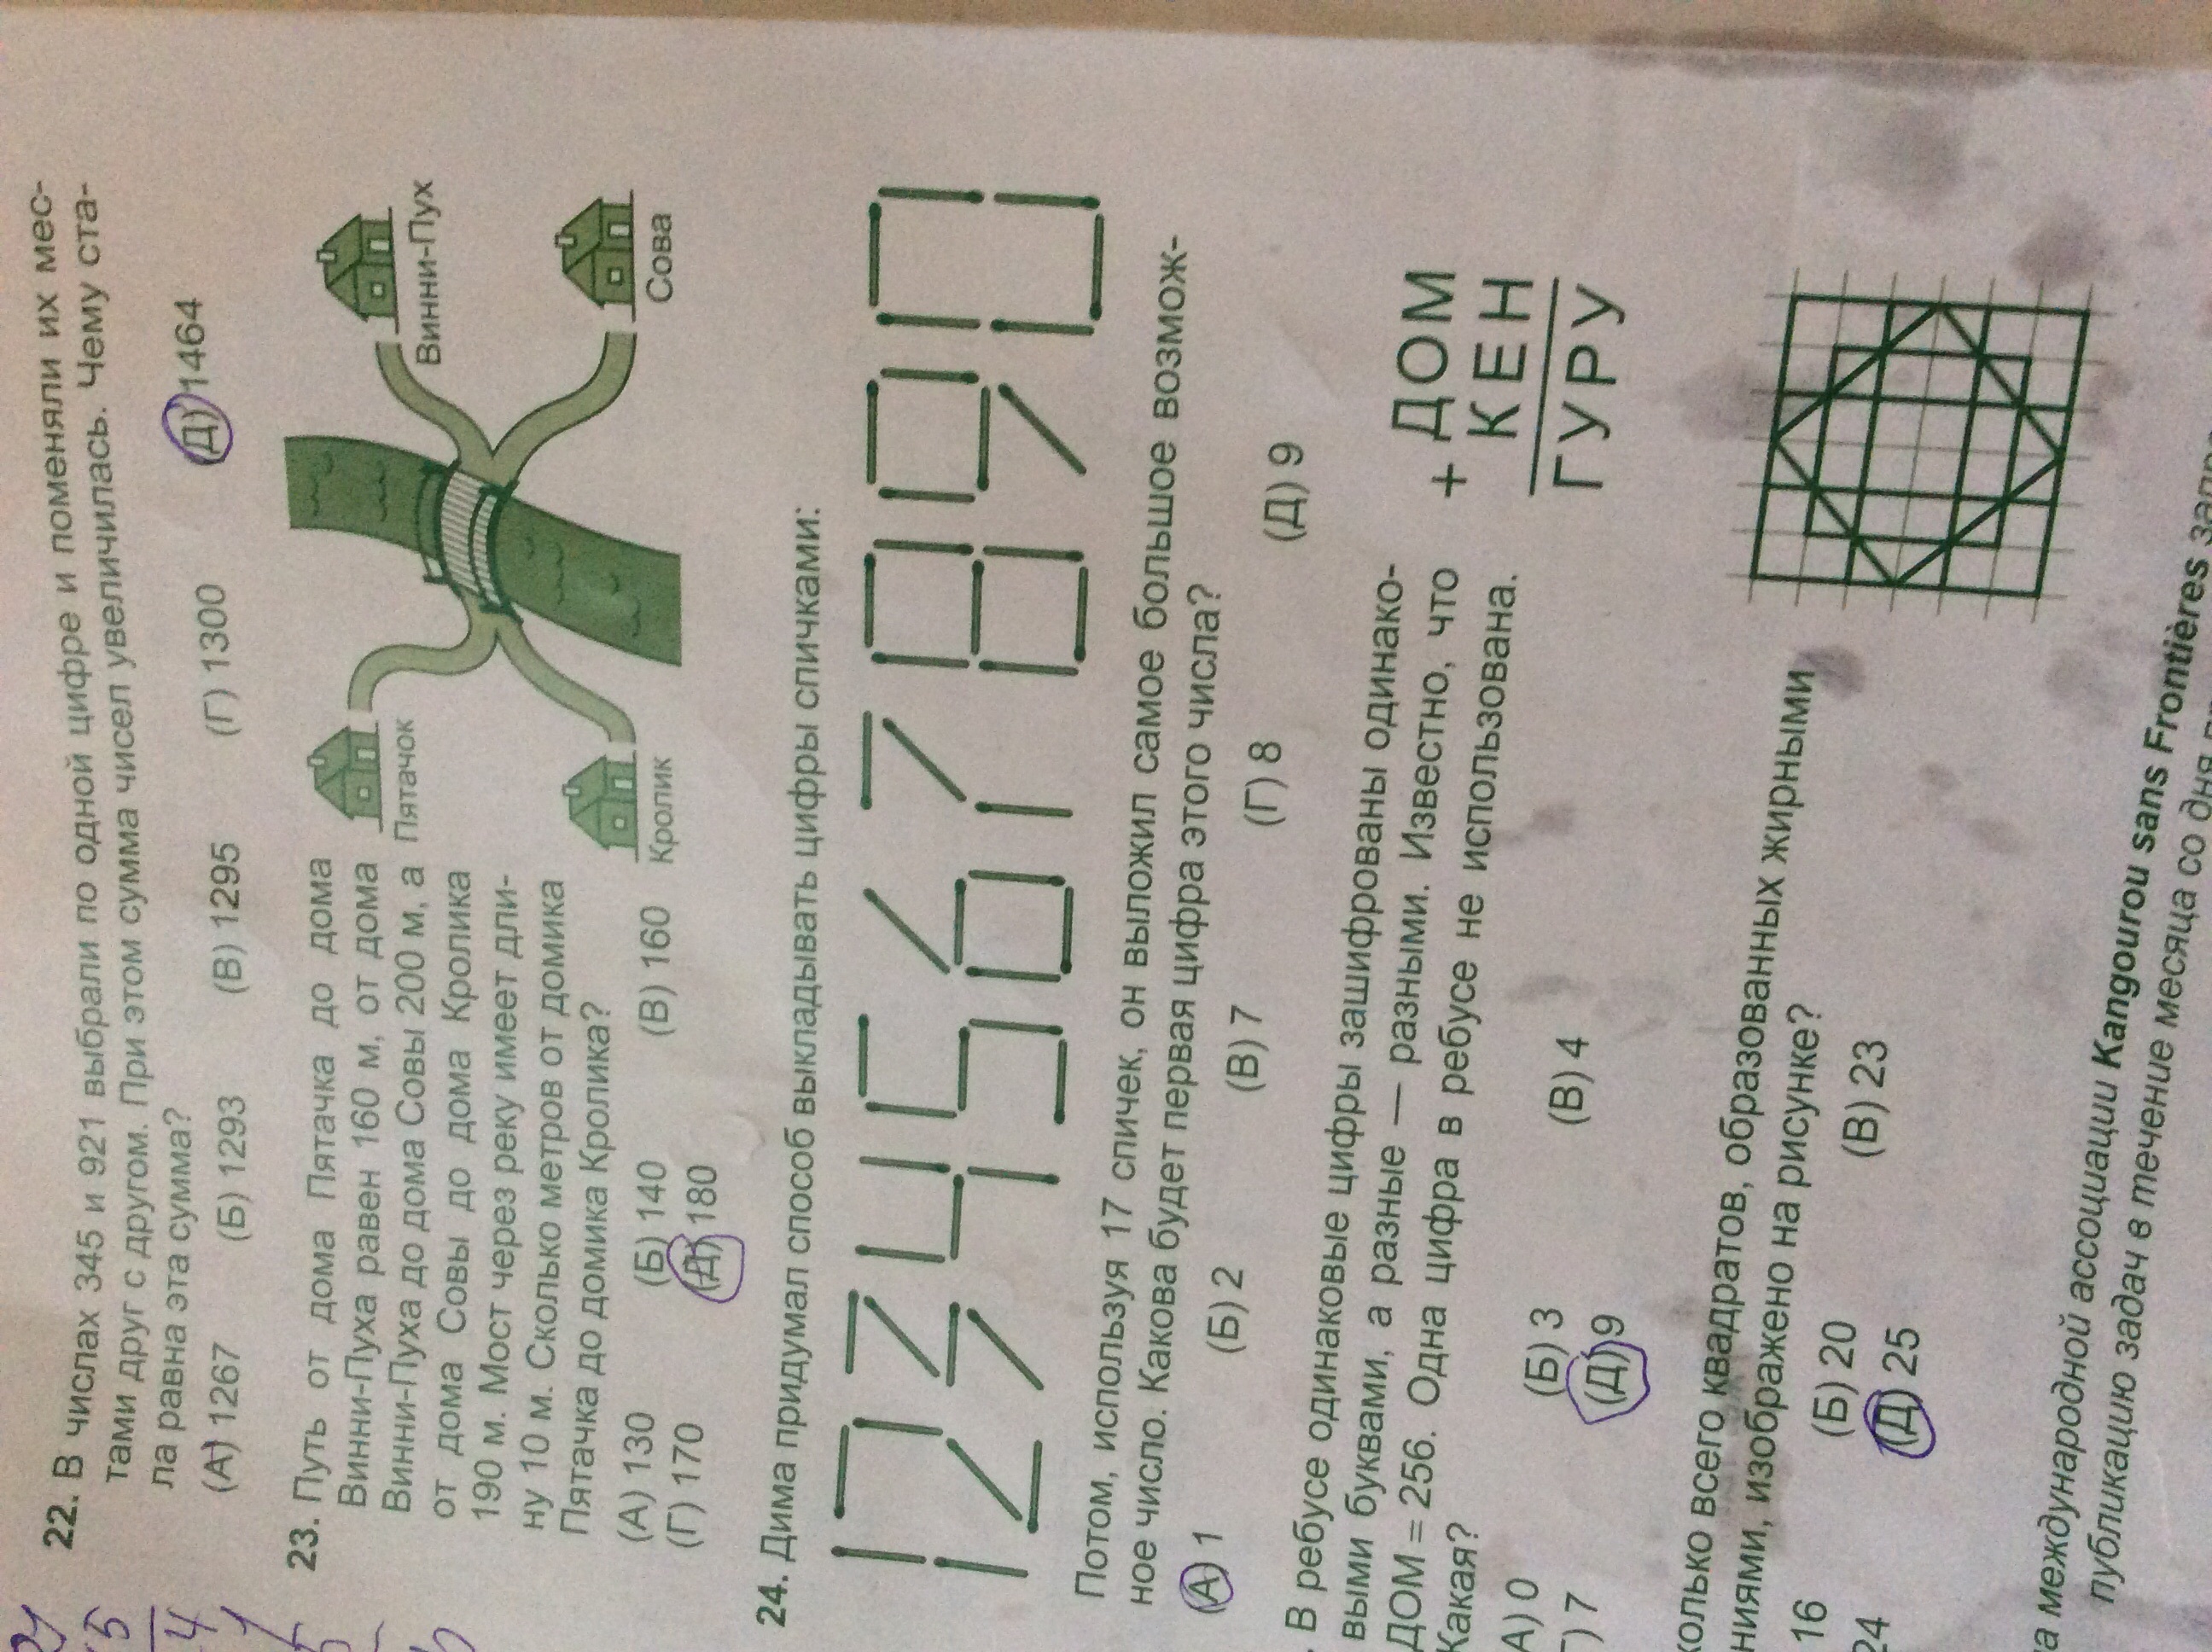 22. В числах 345 и 921 выбрали по одной цифре и поменяли их мес-
тами друг с другом. При этом сумма чисел увеличилась. Чему ста-
ла равна эта сумма?
(А) 1267 (Б) 1293 (В) 1295 (Г) 1300 (Д) 1464
23. Путь от дома Пятачка до дома
Винни-Пуха равен 160 м, от дома
Винни-Пуха до дома Совы 200 м, а
от дома Совы до дома Кролика
190 м. Мост через реку имеет дли-
ну 10 м. Сколько метров от домика
Пятачка до домика Кролика?
(А) 130 (Б) 140 (В) 160
(Г) 170 (Д) 180
Пятачок
Винни-Пух
Кролик
Сова
24. Дима придумал способ выкладывать цифры спичками:
1234567890
Потом, используя 17 спичек, он выложил самое большое возмож-
ное число. Какова будет первая цифра этого числа?
(А) 1 (Б) 2 (В) 7 (Г) 8 (Д) 9
. В ребусе одинаковые цифры зашифрованы одинако-
выми буквами, а разные — разными. Известно, что
ДОМ = 256. Одна цифра в ребусе не использована.
Какая?
+ ДОМ
КЕН
ГУРУ
А) 0 (Б) 3 (В) 4
) 7 (Д) 9
колько всего квадратов, образованных жирными
ниями, изображено на рисунке?
16 (Б) 20 (В) 23
24 (Д) 25
а международной ассоциации Kangourou sans Frontières
публикацию задач в течение месяца со дня